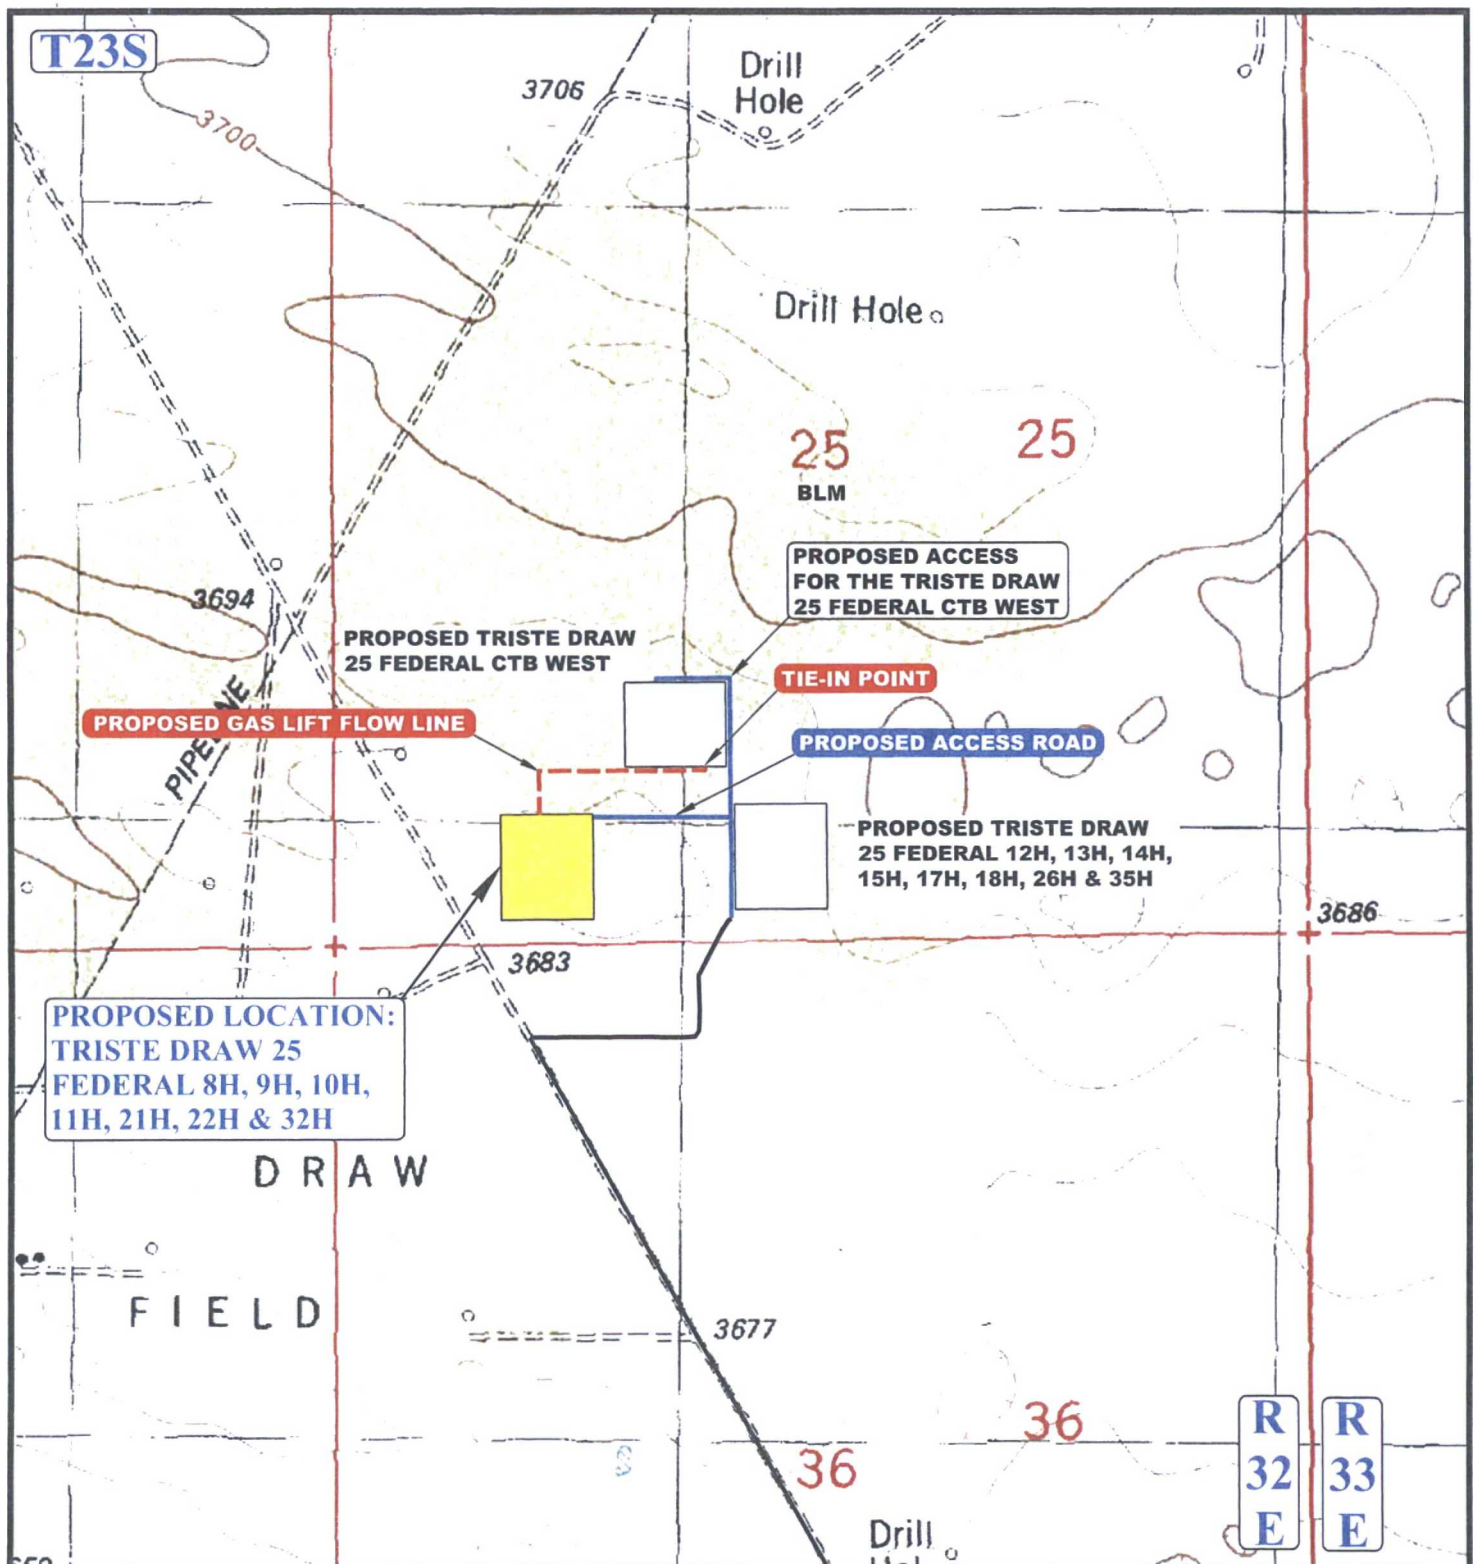 T23S
3706
Drill
Hole
3700
Drill Hole
25
25
BLM
PROPOSED ACCESS
FOR THE TRISTE DRAW
25 FEDERAL CTB WEST
3694
PROPOSED TRISTE DRAW
25 FEDERAL CTB WEST
TIE-IN POINT
PROPOSED GAS LIFT FLOW LINE
PROPOSED ACCESS ROAD
PIPELINE
PROPOSED TRISTE DRAW
25 FEDERAL 12H, 13H, 14H,
15H, 17H, 18H, 26H & 35H
3686
3683
PROPOSED LOCATION:
TRISTE DRAW 25
FEDERAL 8H, 9H, 10H,
11H, 21H, 22H & 32H
DRAW
FIELD
3677
36
36
R
32
E
R
33
E
Drill